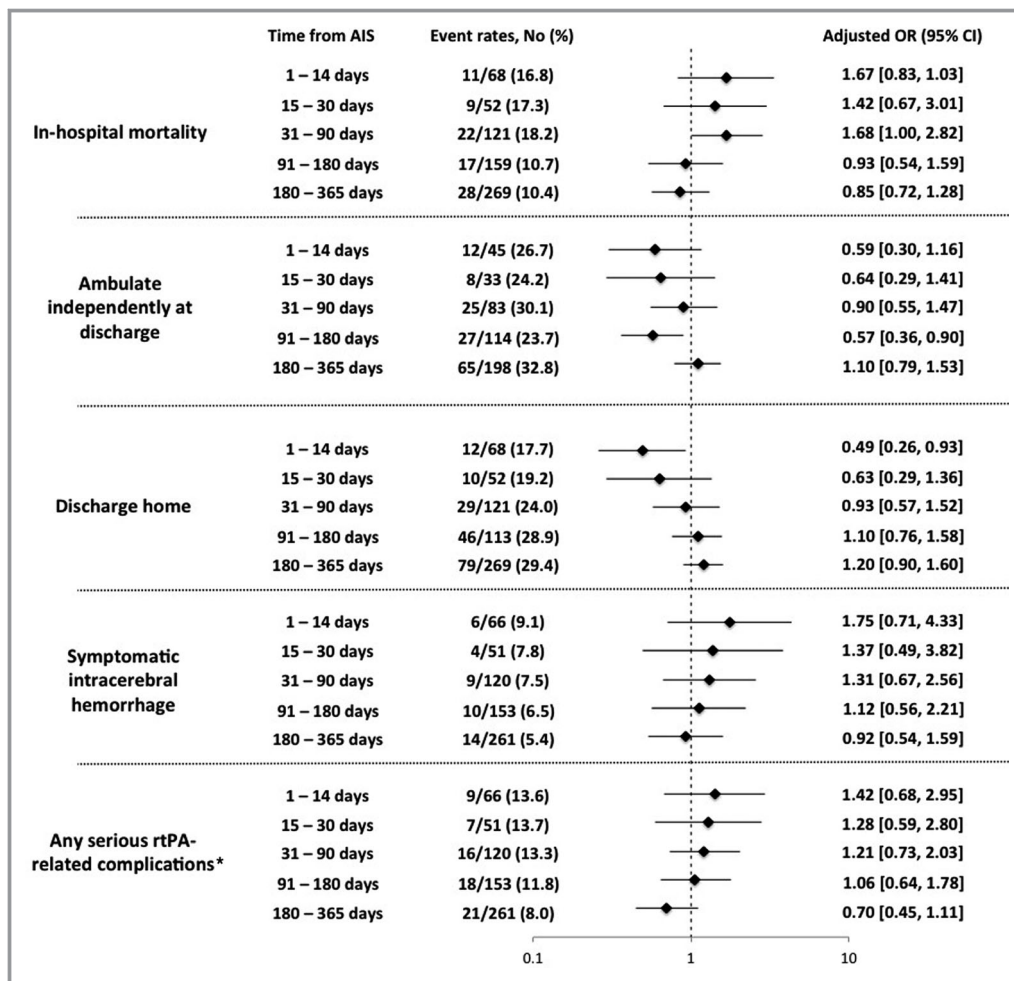 Time from AIS Event rates, No (%) Adjusted OR (95% CI)
In-hospital mortality
1 – 14 days 11/68 (16.8) 1.67 [0.83, 1.03]
15 – 30 days 9/52 (17.3) 1.42 [0.67, 3.01]
31 – 90 days 22/121 (18.2) 1.68 [1.00, 2.82]
91 – 180 days 17/159 (10.7) 0.93 [0.54, 1.59]
180 – 365 days 28/269 (10.4) 0.85 [0.72, 1.28]
Ambulate
independently at
discharge
1 – 14 days 12/45 (26.7) 0.59 [0.30, 1.16]
15 – 30 days 8/33 (24.2) 0.64 [0.29, 1.41]
31 – 90 days 25/83 (30.1) 0.90 [0.55, 1.47]
91 – 180 days 27/114 (23.7) 0.57 [0.36, 0.90]
180 – 365 days 65/198 (32.8) 1.10 [0.79, 1.53]
Discharge home
1 – 14 days 12/68 (17.7) 0.49 [0.26, 0.93]
15 – 30 days 10/52 (19.2) 0.63 [0.29, 1.36]
31 – 90 days 29/121 (24.0) 0.93 [0.57, 1.52]
91 – 180 days 46/113 (28.9) 1.10 [0.76, 1.58]
180 – 365 days 79/269 (29.4) 1.20 [0.90, 1.60]
Symptomatic
intracerebral
hemorrhage
1 – 14 days 6/66 (9.1) 1.75 [0.71, 4.33]
15 – 30 days 4/51 (7.8) 1.37 [0.49, 3.82]
31 – 90 days 9/120 (7.5) 1.31 [0.67, 2.56]
91 – 180 days 10/153 (6.5) 1.12 [0.56, 2.21]
180 – 365 days 14/261 (5.4) 0.92 [0.54, 1.59]
Any serious rtPA-
related complications*
1 – 14 days 9/66 (13.6) 1.42 [0.68, 2.95]
15 – 30 days 7/51 (13.7) 1.28 [0.59, 2.80]
31 – 90 days 16/120 (13.3) 1.21 [0.73, 2.03]
91 – 180 days 18/153 (11.8) 1.06 [0.64, 1.78]
180 – 365 days 21/261 (8.0) 0.70 [0.45, 1.11]
0.1 1 10